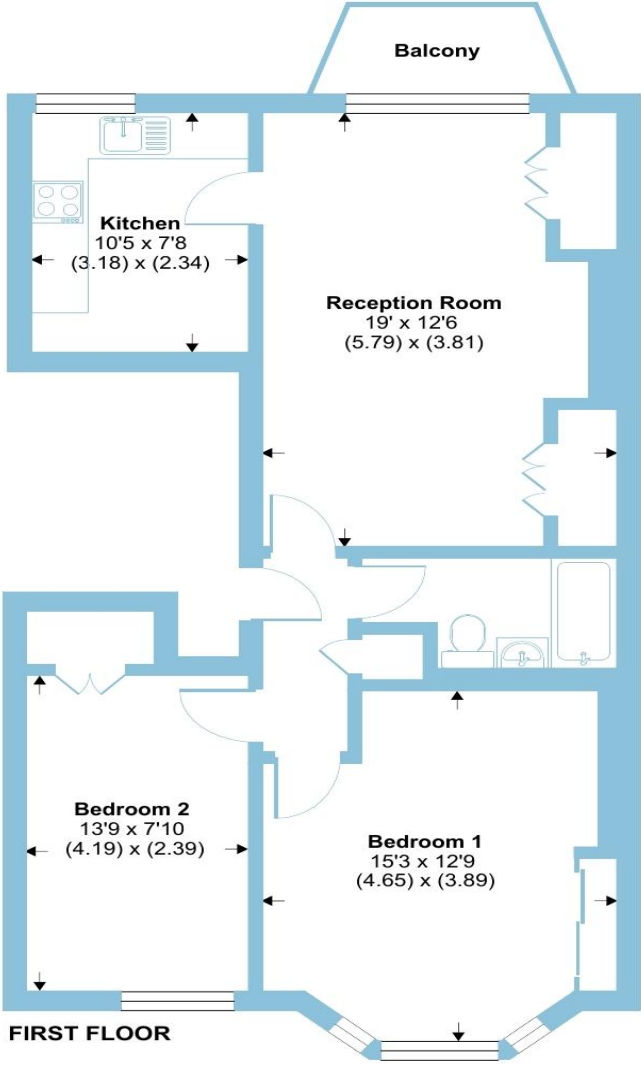 Balcony
Kitchen
10'5 x 7'8
(3.18) x (2.34)
Reception Room
19' x 12'6
(5.79) x (3.81)
Bedroom 2
13'9 x 7'10
(4.19) x (2.39)
Bedroom 1
15'3 x 12'9
(4.65) x (3.89)
FIRST FLOOR